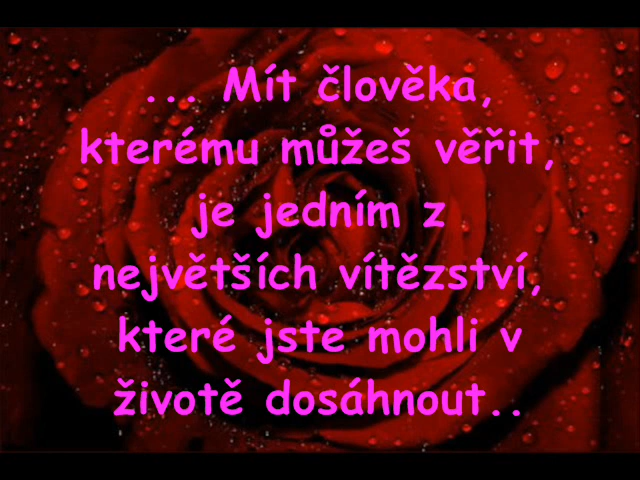 ... Mít člověka,
kterému můžeš věřit,
je jedním z
největších vítězství,
které jste mohli v
životě dosáhnout..